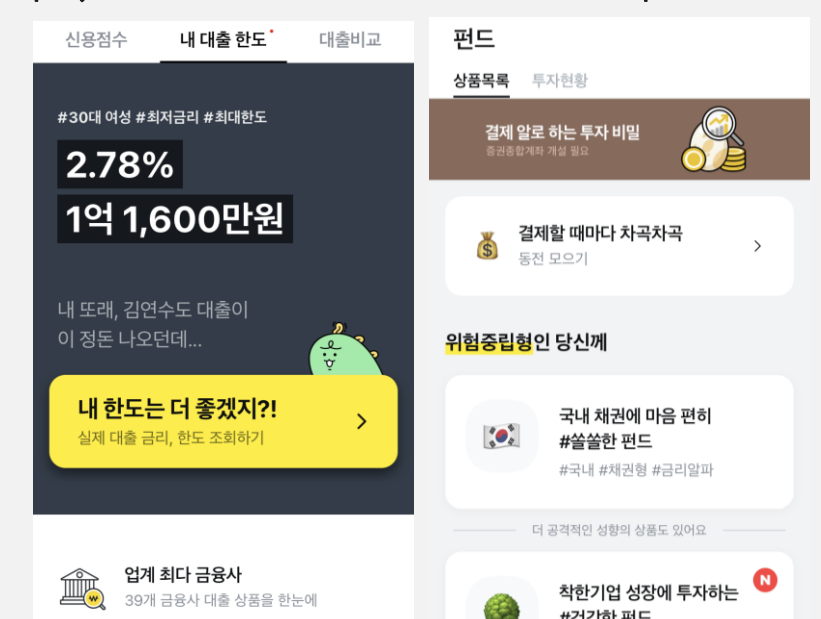 신용점수 내 대출 한도 대출비교
#30대 여성 #최저금리 #최대한도
2.78%
1억 1,600만원
내 또래, 김연수도 대출이
이 정돈 나오던데...
내 한도는 더 좋겠지?!
실제 대출 금리, 한도 조회하기
업계 최다 금융사
39개 금융사 대출 상품을 한눈에
펀드
상품목록 투자현황
결제 알로 하는 투자 비밀
증권종합계좌 개설 필요
결제할 때마다 차곡차곡
동전 모으기
위험중립형인 당신께
국내 채권에 마음 편히
#쏠쏠한 펀드
#국내 #채권형 #금리알파
더 공격적인 성향의 상품도 있어요
N
착한기업 성장에 투자하는
#건강한 펀드